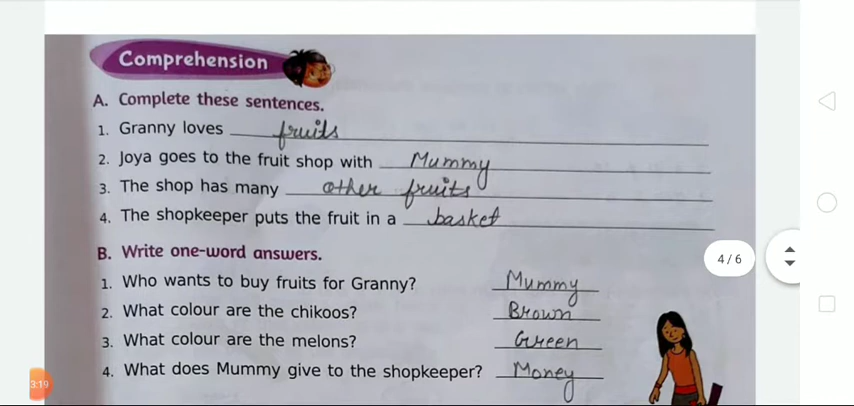 Comprehension
A. Complete these sentences.
1. Granny loves fruits
2. Joya goes to the fruit shop with Mummy
3. The shop has many other fruits
4. The shopkeeper puts the fruit in a basket
B. Write one-word answers.
1. Who wants to buy fruits for Granny? Mummy
2. What colour are the chikoos? Brown
3. What colour are the melons? Green
4. What does Mummy give to the shopkeeper? Money
4 / 6
3:19